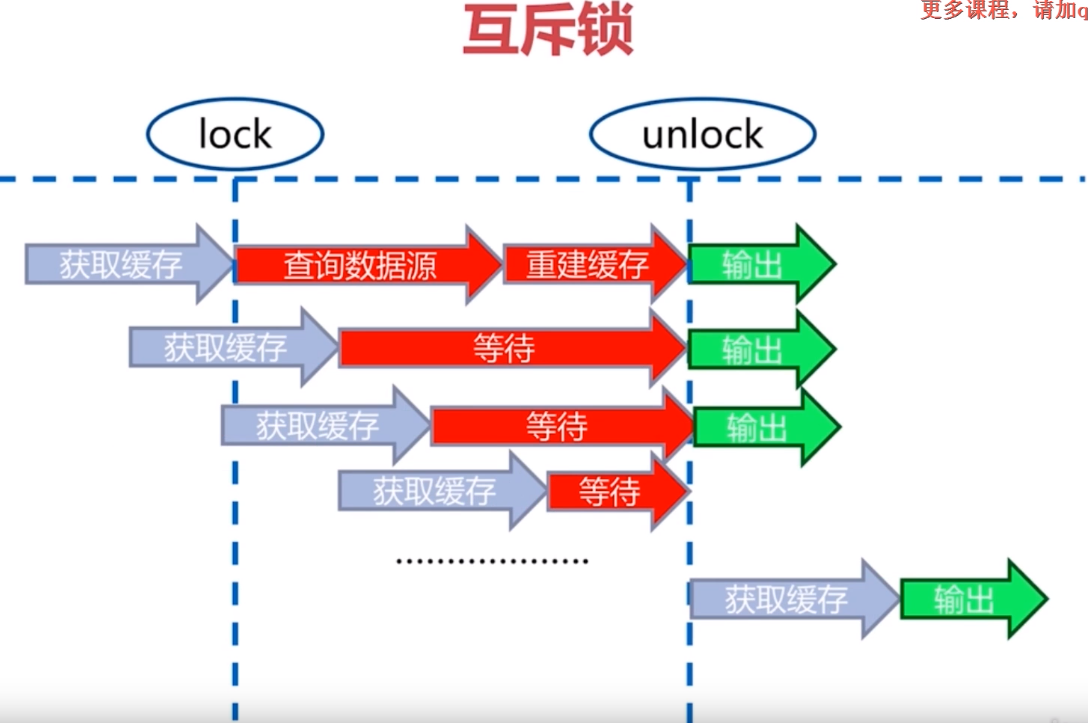 更多课程，请加q
互斥锁
lock
unlock
获取缓存 查询数据源 重建缓存 输出
获取缓存 等待 输出
获取缓存 等待 输出
获取缓存 等待
...................
获取缓存 输出